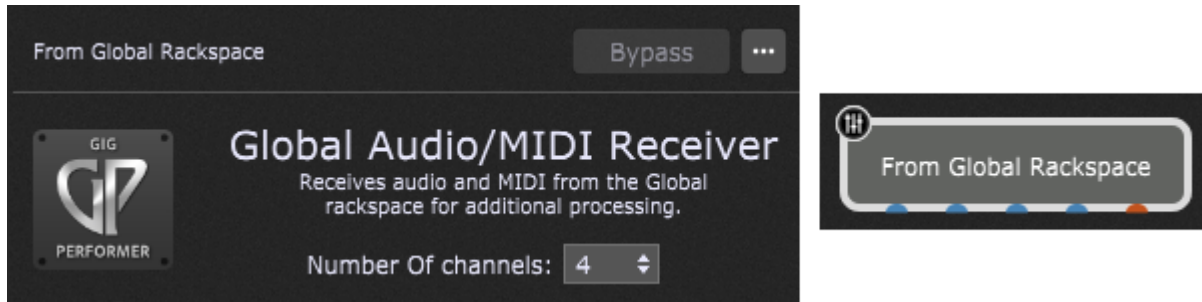 From Global Rackspace
Bypass
...
GIG
GP
PERFORMER
Global Audio/MIDI Receiver
Receives audio and MIDI from the Global
rackspace for additional processing.
Number Of channels: 4
From Global Rackspace